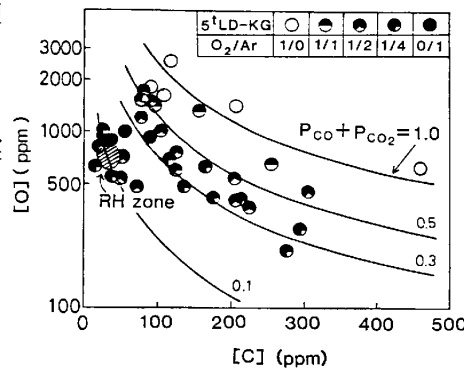 5tLD-KG
O2/Ar 1/0 1/1 1/2 1/4 0/1
3000
2000
1000
500
100
[O] (ppm)
PCO+PCO2=1.0
0.5
0.3
0.1
RH zone
0 100 200 300 400 500
[C] (ppm)